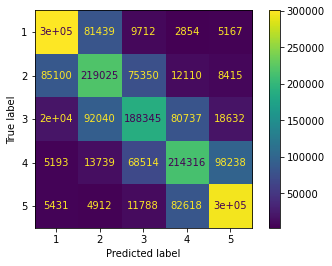 1 3e+05 81439 9712 2854 5167
2 85100 219025 75350 12110 8415
3 2e+04 92040 188345 80737 18632
4 5193 13739 68514 214316 98238
5 5431 4912 11788 82618 3e+05
1 2 3 4 5
Predicted label
True label
300000
250000
200000
150000
100000
50000